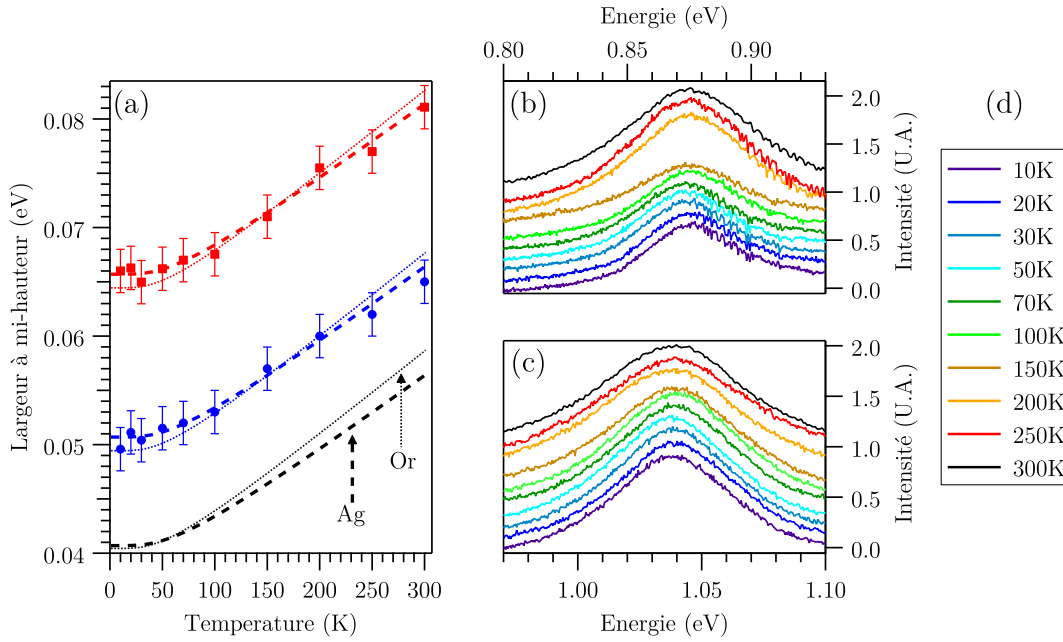 (a)
Largeur à mi-hauteur (eV)
0.08
0.07
0.06
0.05
0.04
0 50 100 150 200 250 300
Temperature (K)
Or
Ag
Energie (eV)
0.80 0.85 0.90
(b)
2.0
1.5
1.0
0.5
0.0
Intensité (U.A.)
(c)
2.0
1.5
1.0
0.5
0.0
Intensité (U.A.)
1.00 1.05 1.10
Energie (eV)
(d)
10K
20K
30K
50K
70K
100K
150K
200K
250K
300K